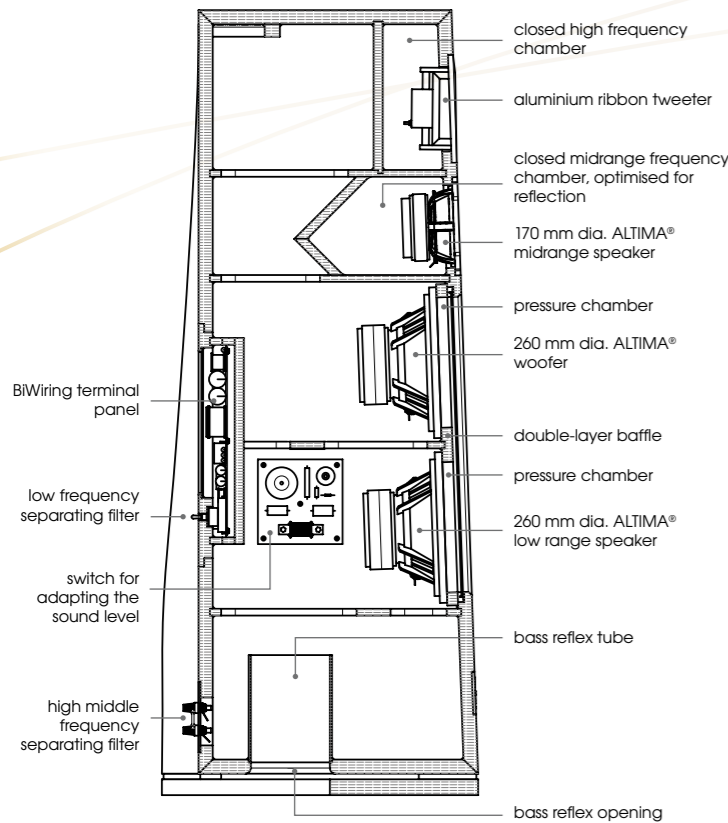 closed high frequency
chamber
aluminium ribbon tweeter
closed midrange frequency
chamber, optimised for
reflection
170 mm dia. ALTIMA®
midrange speaker
pressure chamber
260 mm dia. ALTIMA®
woofer
BiWiring terminal
panel
double-layer baffle
pressure chamber
low frequency
separating filter
260 mm dia. ALTIMA®
low range speaker
switch for
adapting the
sound level
bass reflex tube
high middle
frequency
separating filter
bass reflex opening